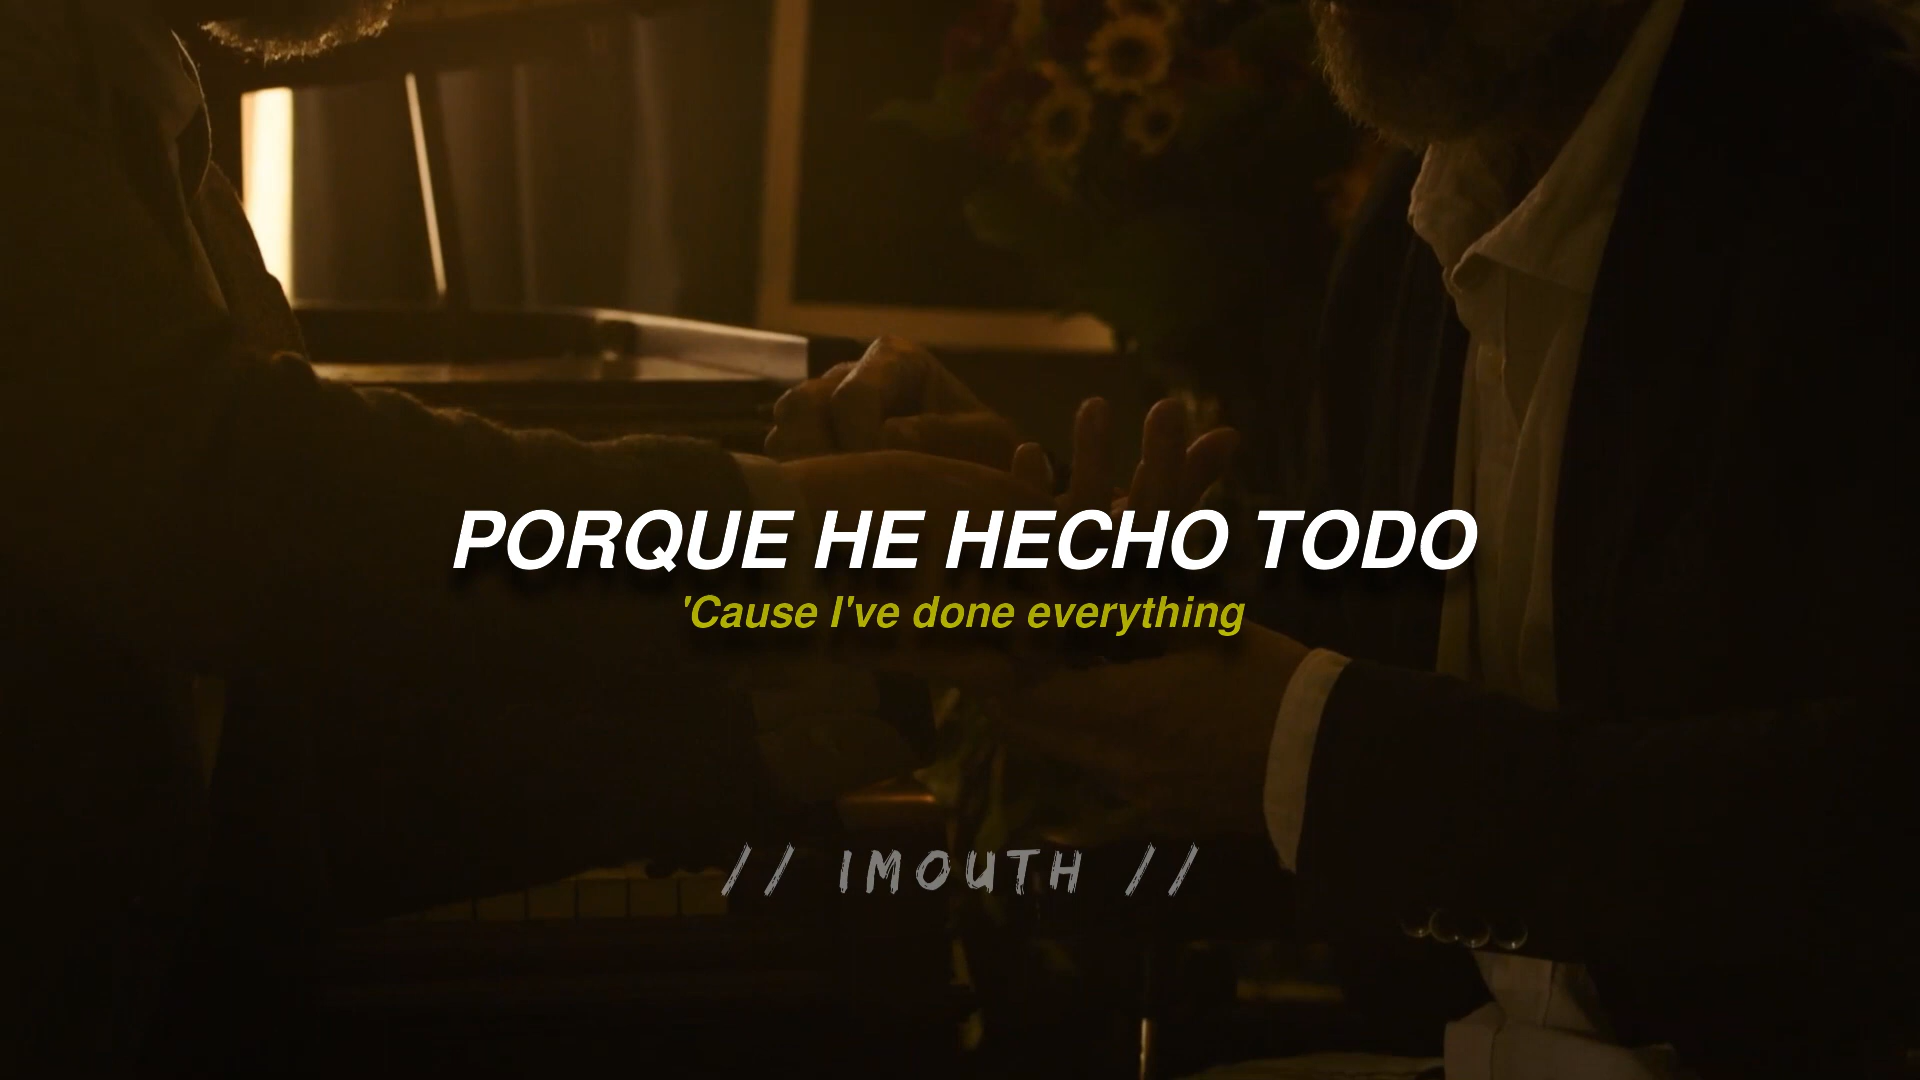 PORQUE HE HECHO TODO
'Cause I've done everything
// IMOUTH //